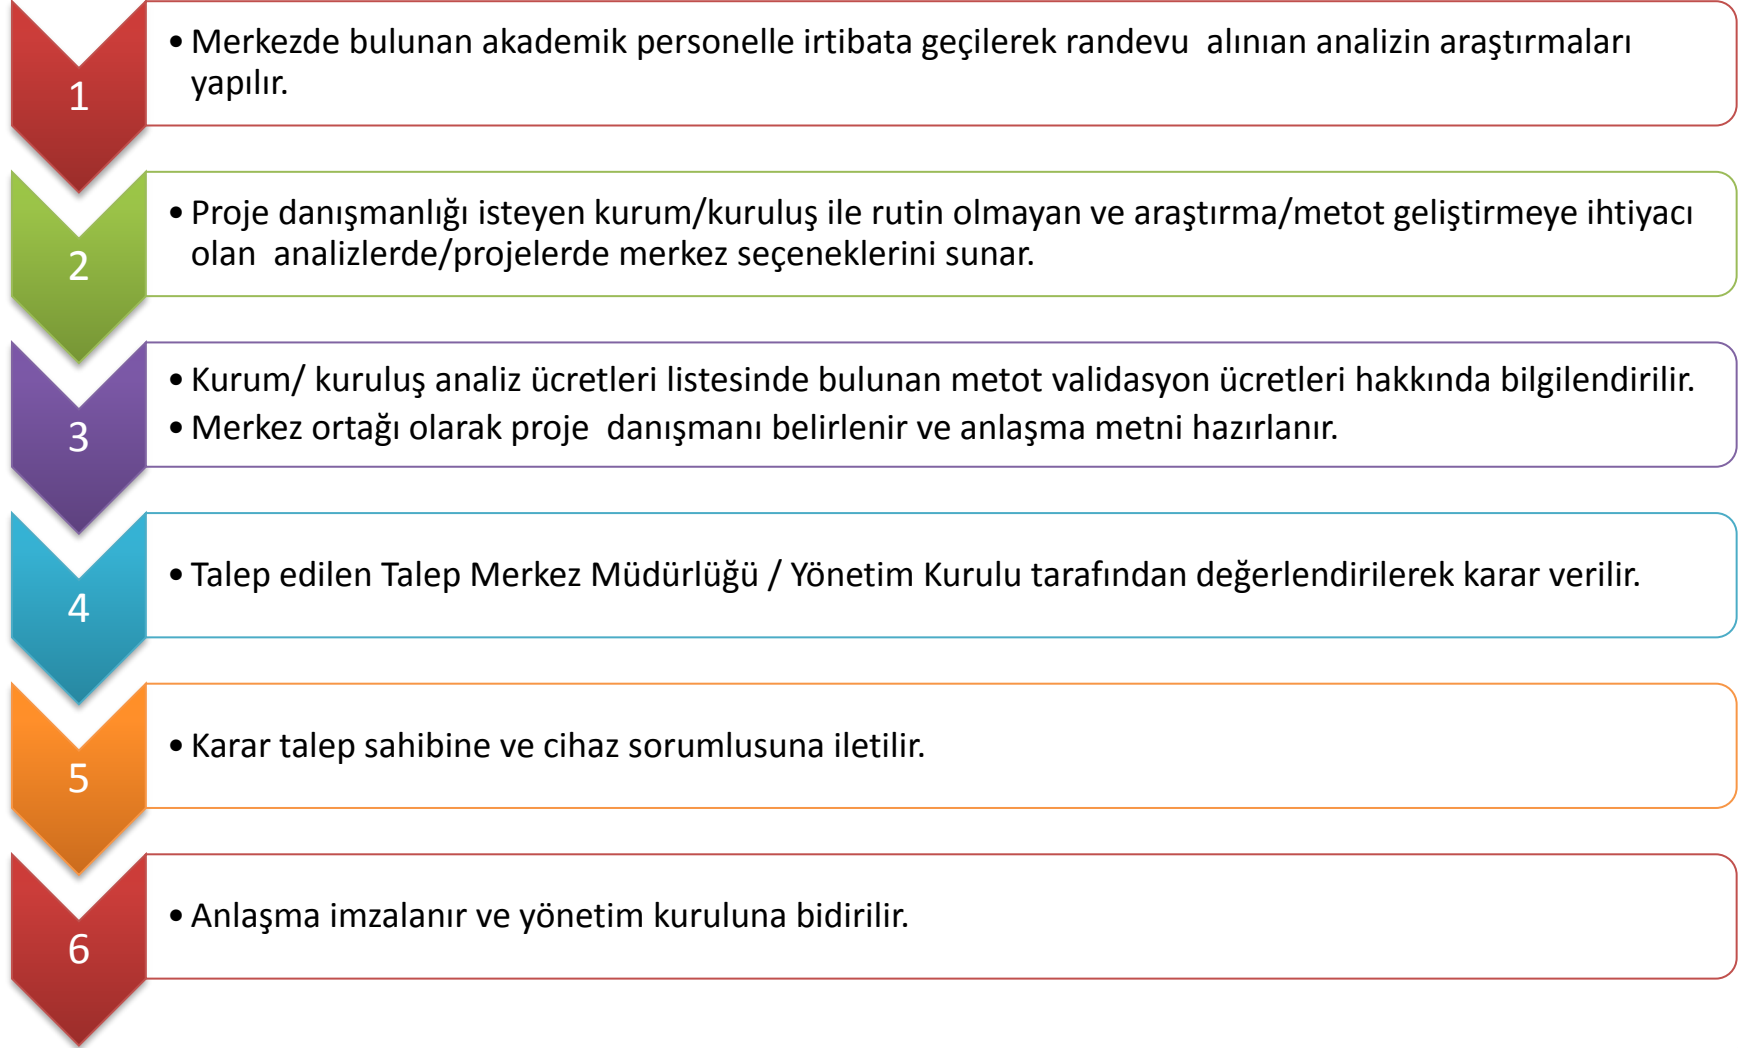 1
• Merkezde bulunan akademik personelle irtibata geçilerek randevu  alınıan analizin araştırmaları
yapılır.
2
• Proje danışmanlığı isteyen kurum/kuruluş ile rutin olmayan ve araştırma/metot geliştirmeye ihtiyacı
olan  analizlerde/projelerde merkez seçeneklerini sunar.
3
• Kurum/ kuruluş analiz ücretleri listesinde bulunan metot validasyon ücretleri hakkında bilgilendirilir.
• Merkez ortağı olarak proje  danışmanı belirlenir ve anlaşma metni hazırlanır.
4
• Talep edilen Talep Merkez Müdürlüğü / Yönetim Kurulu tarafından değerlendirilerek karar verilir.
5
• Karar talep sahibine ve cihaz sorumlusuna iletilir.
6
• Anlaşma imzalanır ve yönetim kuruluna bidirilir.